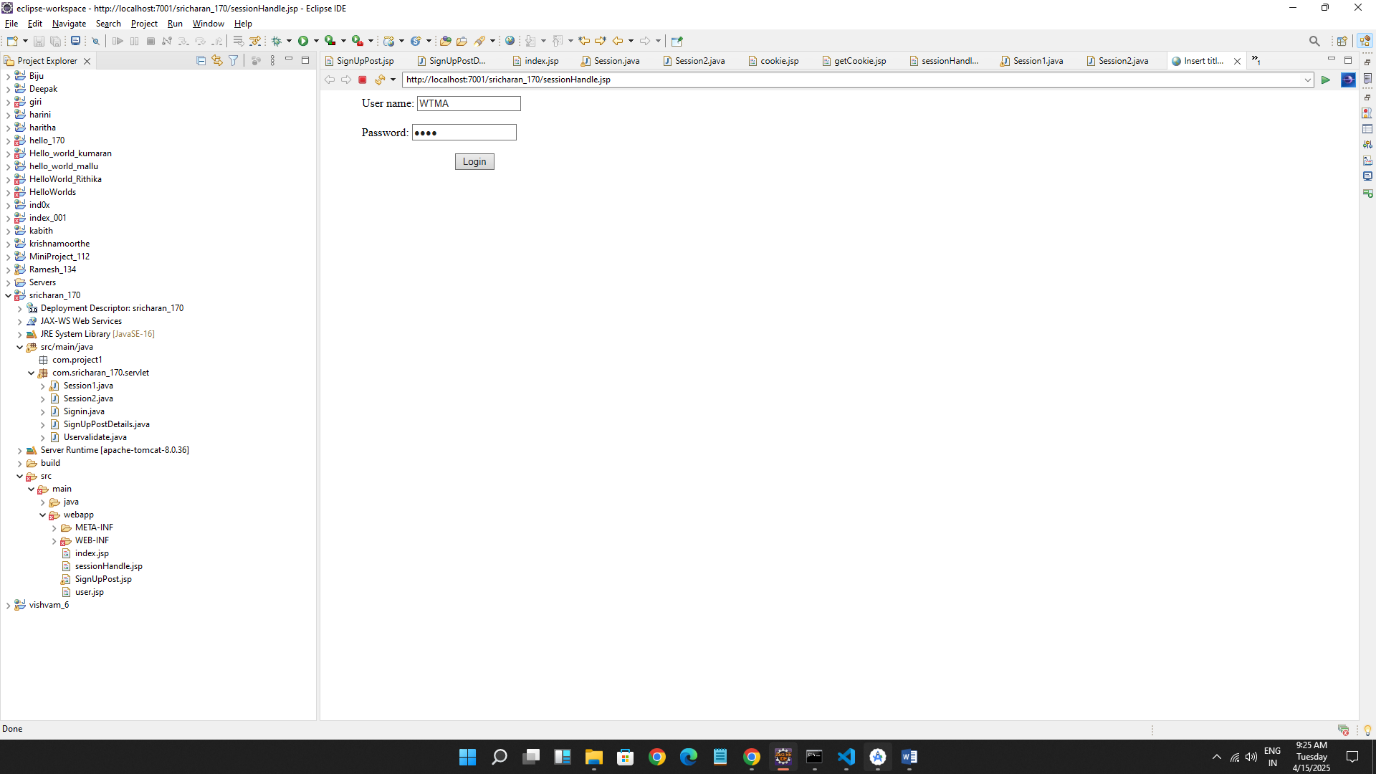 eclipse-workspace - http://localhost:7001/sricharan_170/sessionHandle.jsp - Eclipse IDE
File Edit Navigate Search Project Run Window Help
Project Explorer
SignUpPost.jsp SignUpPostD... index.jsp Session.java Session2.java cookie.jsp getCookie.jsp sessionHandl... Session1.java Session2.java Insert titl... »1
http://localhost:7001/sricharan_170/sessionHandle.jsp
User name: WTMA
Password: ●●●●
Login
Biju
Deepak
giri
harini
haritha
hello_170
Hello_world_kumaran
hello_world_mallu
HelloWorld_Rithika
HelloWorlds
ind0x
index_001
kabith
krishnamoorthe
MiniProject_112
Ramesh_134
Servers
sricharan_170
Deployment Descriptor: sricharan_170
JAX-WS Web Services
JRE System Library [JavaSE-16]
src/main/java
com.project1
com.sricharan_170.servlet
Session1.java
Session2.java
Signin.java
SignUpPostDetails.java
Uservalidate.java
Server Runtime [apache-tomcat-8.0.36]
build
src
main
java
webapp
META-INF
WEB-INF
index.jsp
sessionHandle.jsp
SignUpPost.jsp
user.jsp
vishvam_6
Done
ENG
IN
9:25 AM
Tuesday
4/15/2025